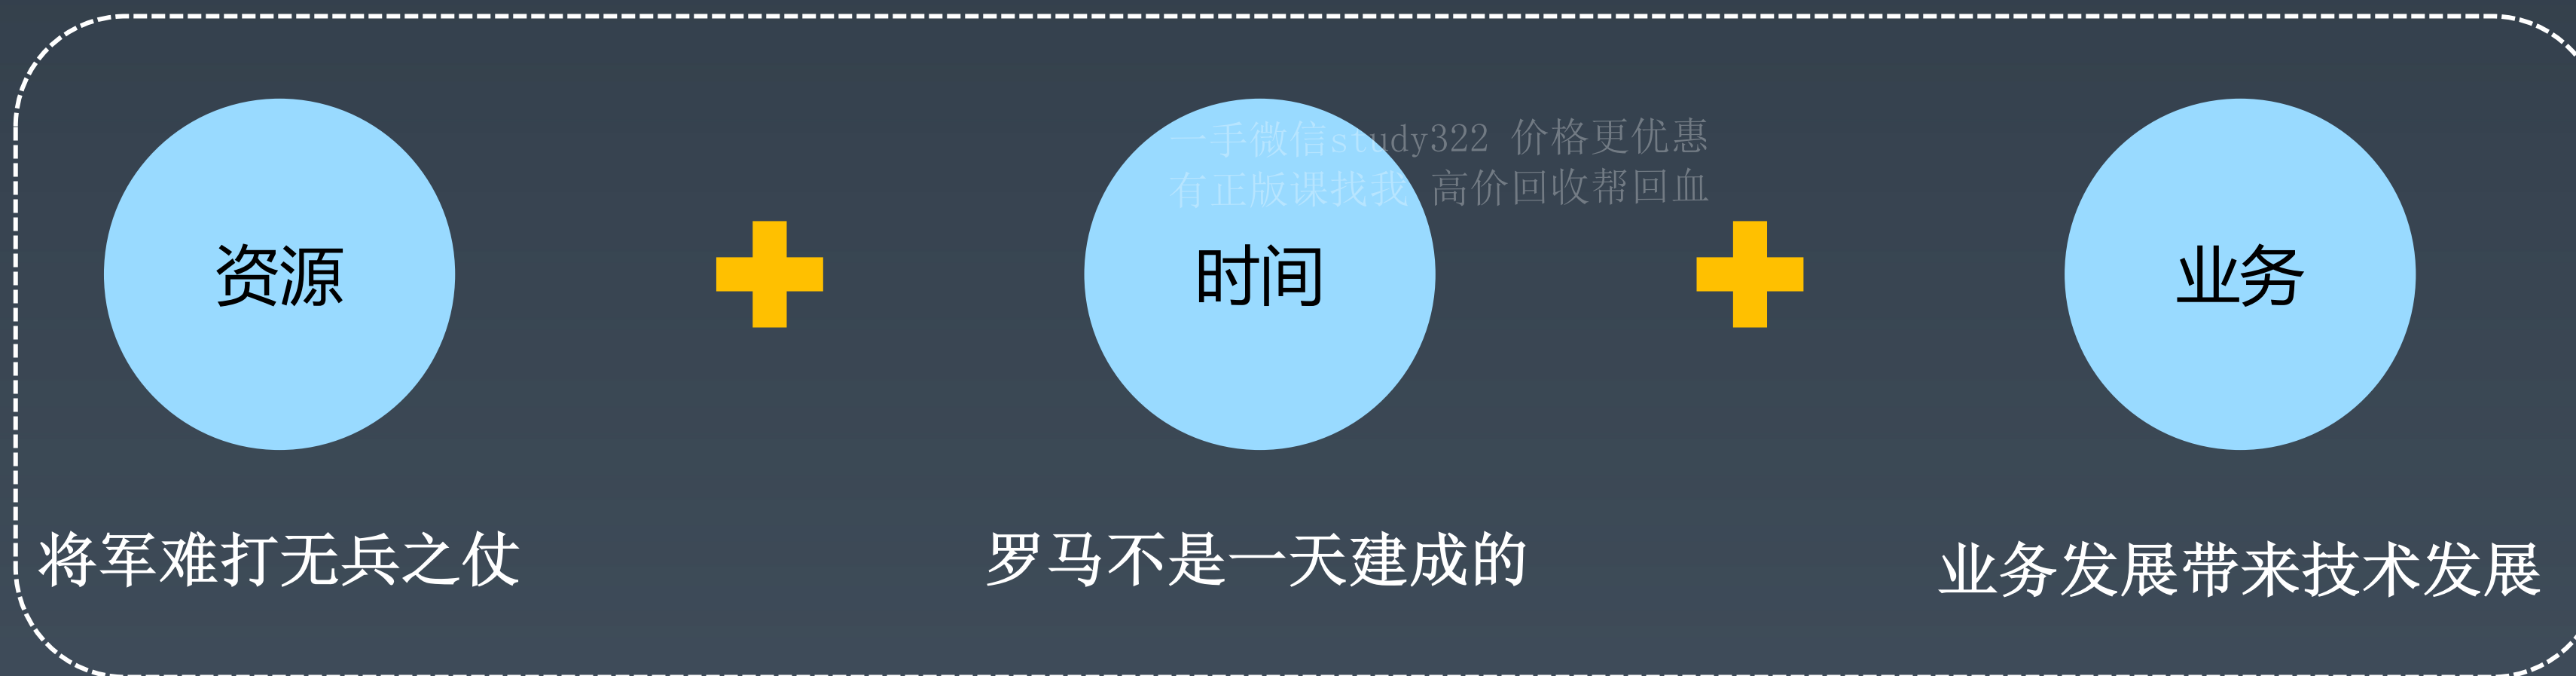 一手微信study322 价格更优惠
有正版课找我 高价回收帮回血
资源
时间
业务
将军难打无兵之仗
罗马不是一天建成的
业务发展带来技术发展